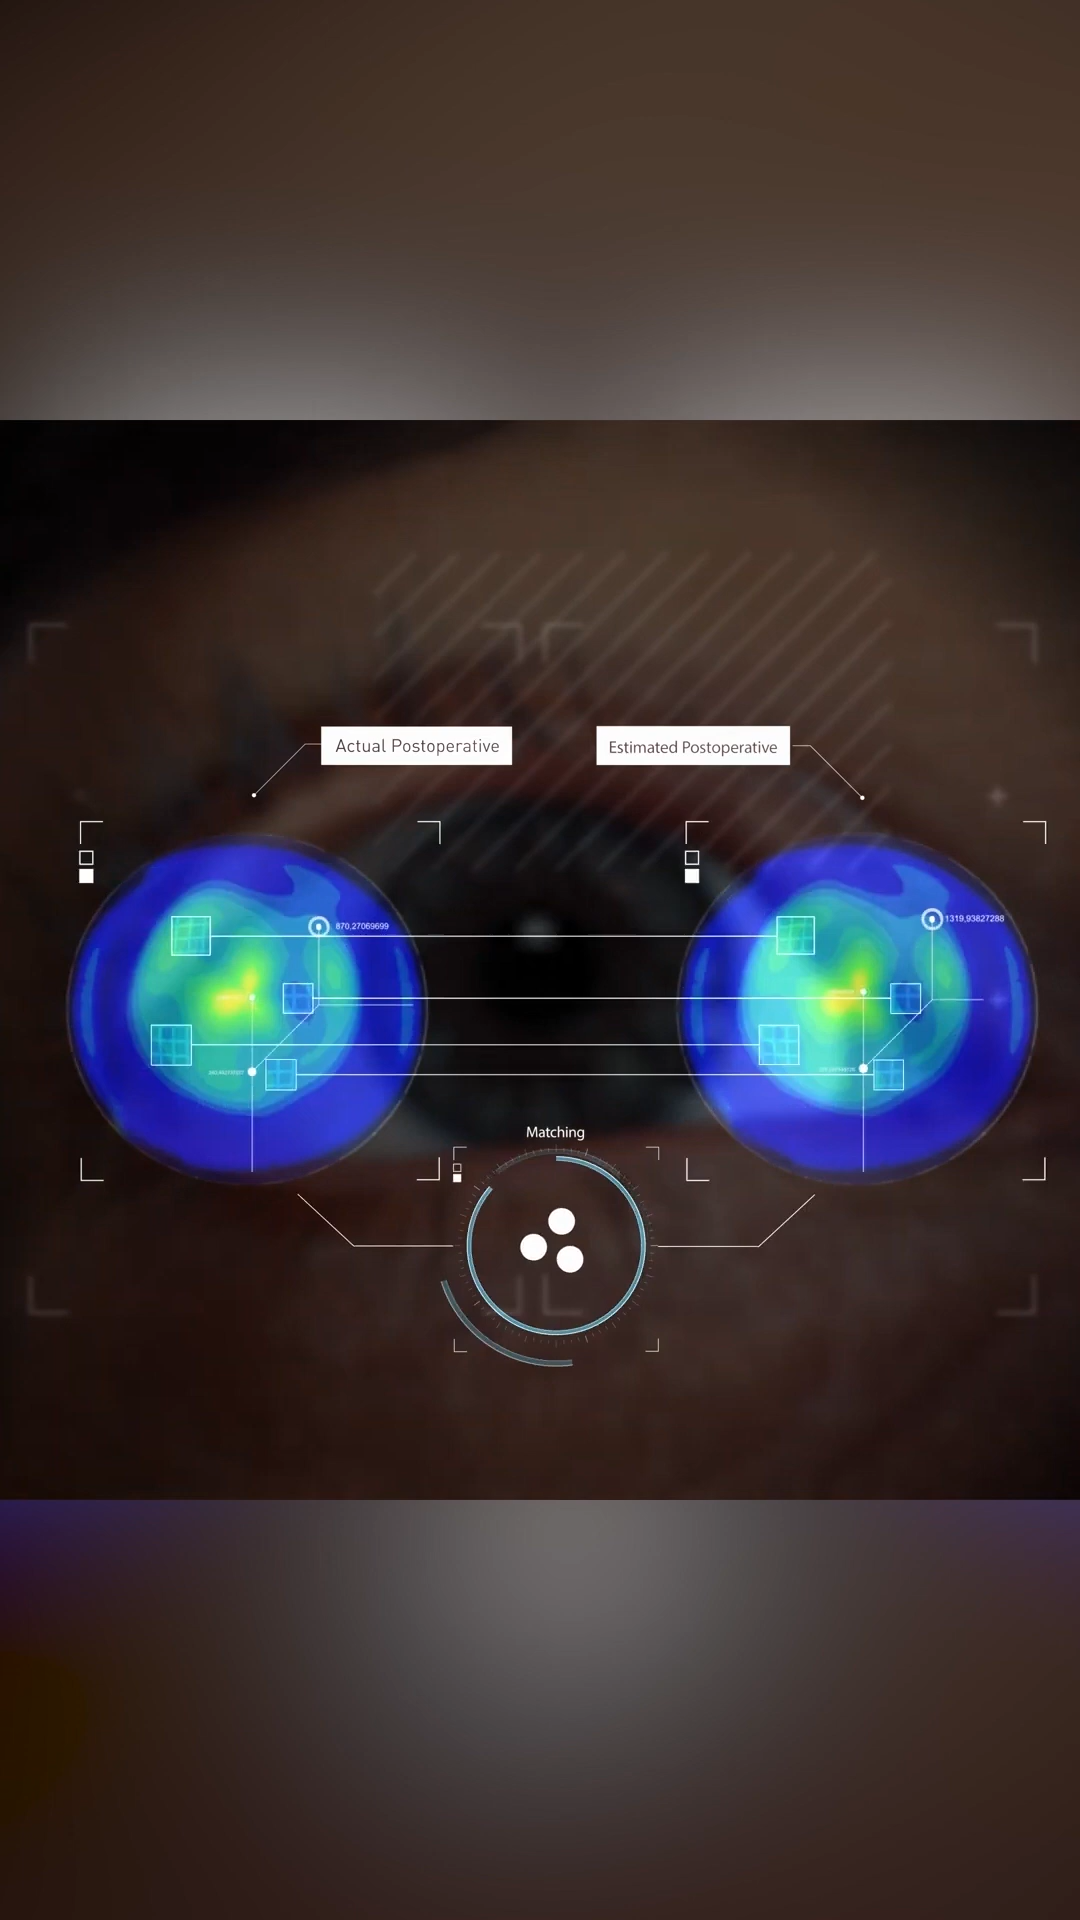 Actual Postoperative
Estimated Postoperative
870,27069699
1319,93827288
Matching